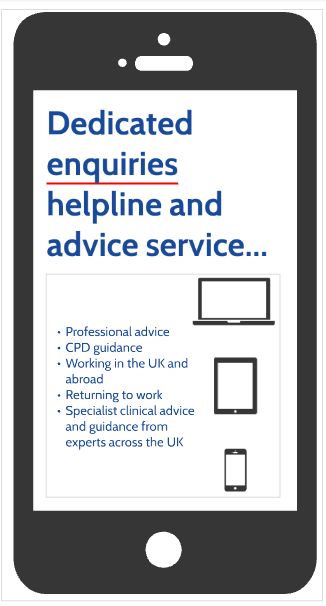 Dedicated
enquiries
helpline and
advice service...
• Professional advice
• CPD guidance
• Working in the UK and
abroad
• Returning to work
• Specialist clinical advice
and guidance from
experts across the UK